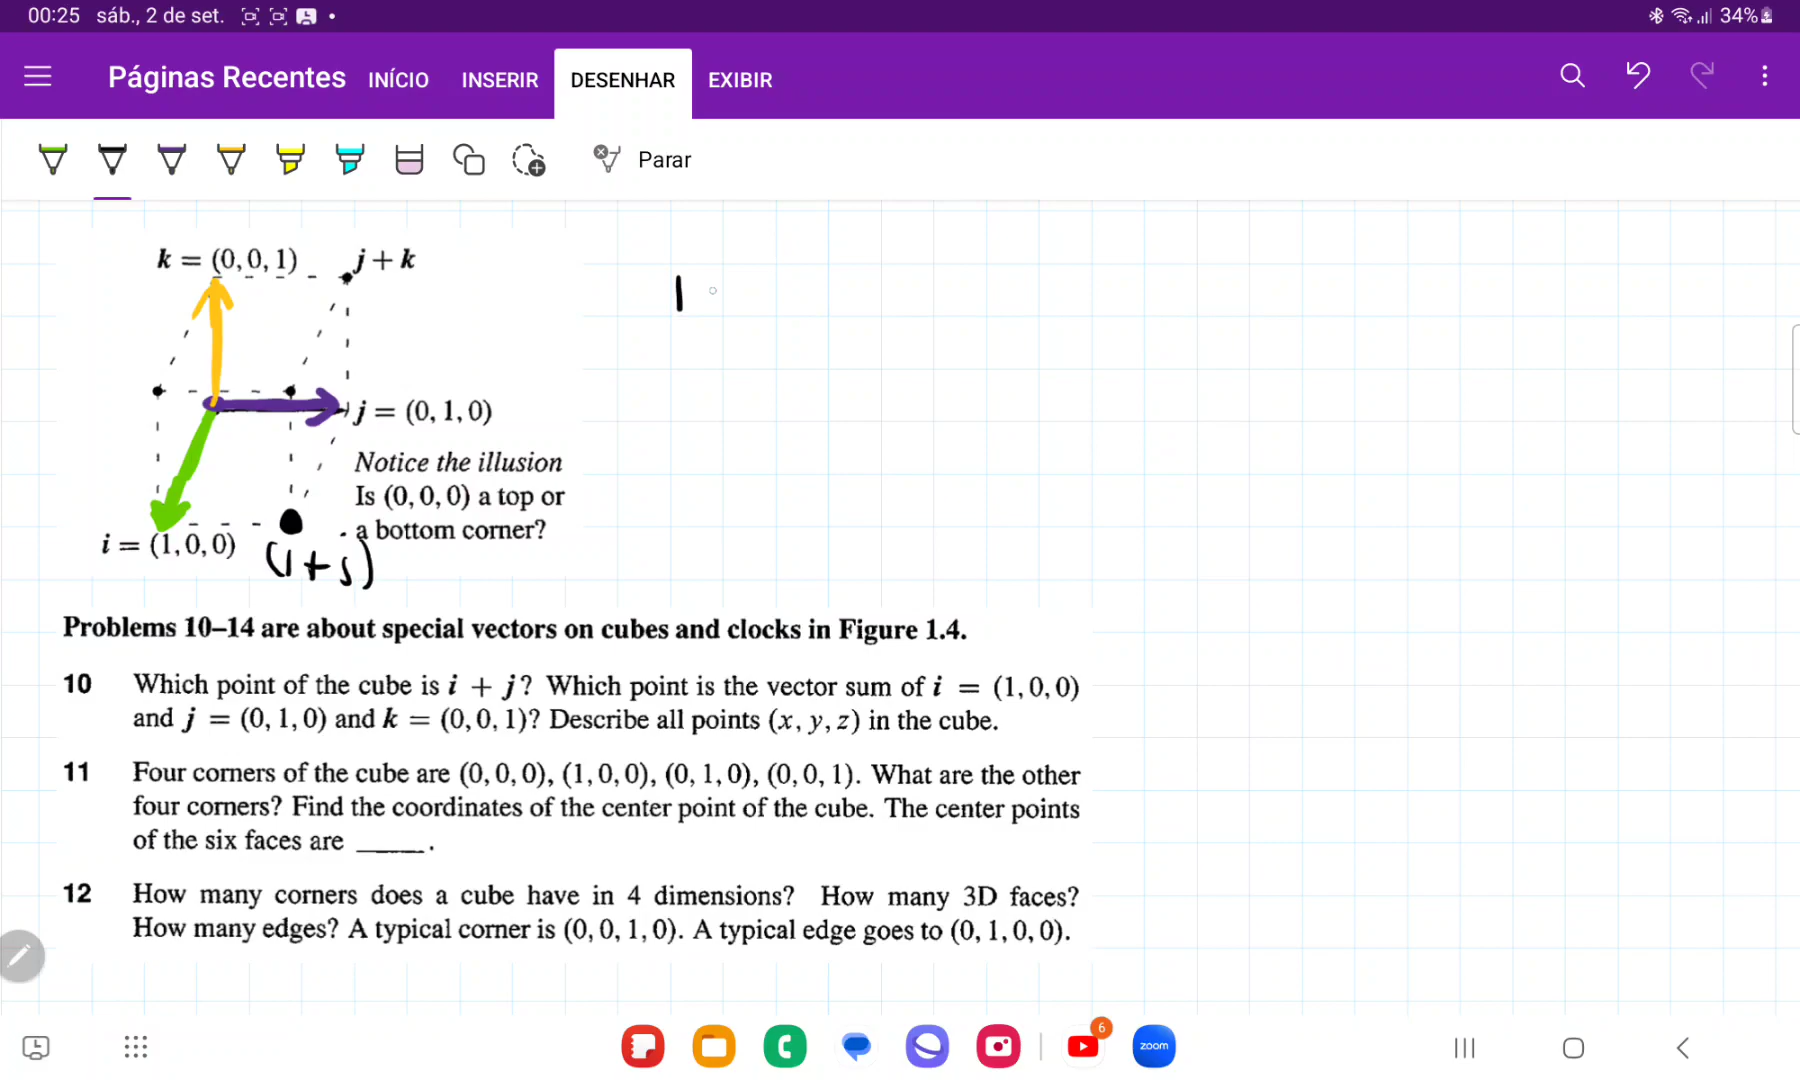 00:25 sáb., 2 de set.
34%
Páginas Recentes INÍCIO INSERIR DESENHAR EXIBIR
Parar
k = (0, 0, 1) j + k
j = (0, 1, 0)
Notice the illusion
Is (0, 0, 0) a top or
a bottom corner?
i = (1, 0, 0)
(i + j)
Problems 10–14 are about special vectors on cubes and clocks in Figure 1.4.
10 Which point of the cube is i + j? Which point is the vector sum of i = (1, 0, 0)
and j = (0, 1, 0) and k = (0, 0, 1)? Describe all points (x, y, z) in the cube.
11 Four corners of the cube are (0, 0, 0), (1, 0, 0), (0, 1, 0), (0, 0, 1). What are the other
four corners? Find the coordinates of the center point of the cube. The center points
of the six faces are ____.
12 How many corners does a cube have in 4 dimensions? How many 3D faces?
How many edges? A typical corner is (0, 0, 1, 0). A typical edge goes to (0, 1, 0, 0).
6
zoom